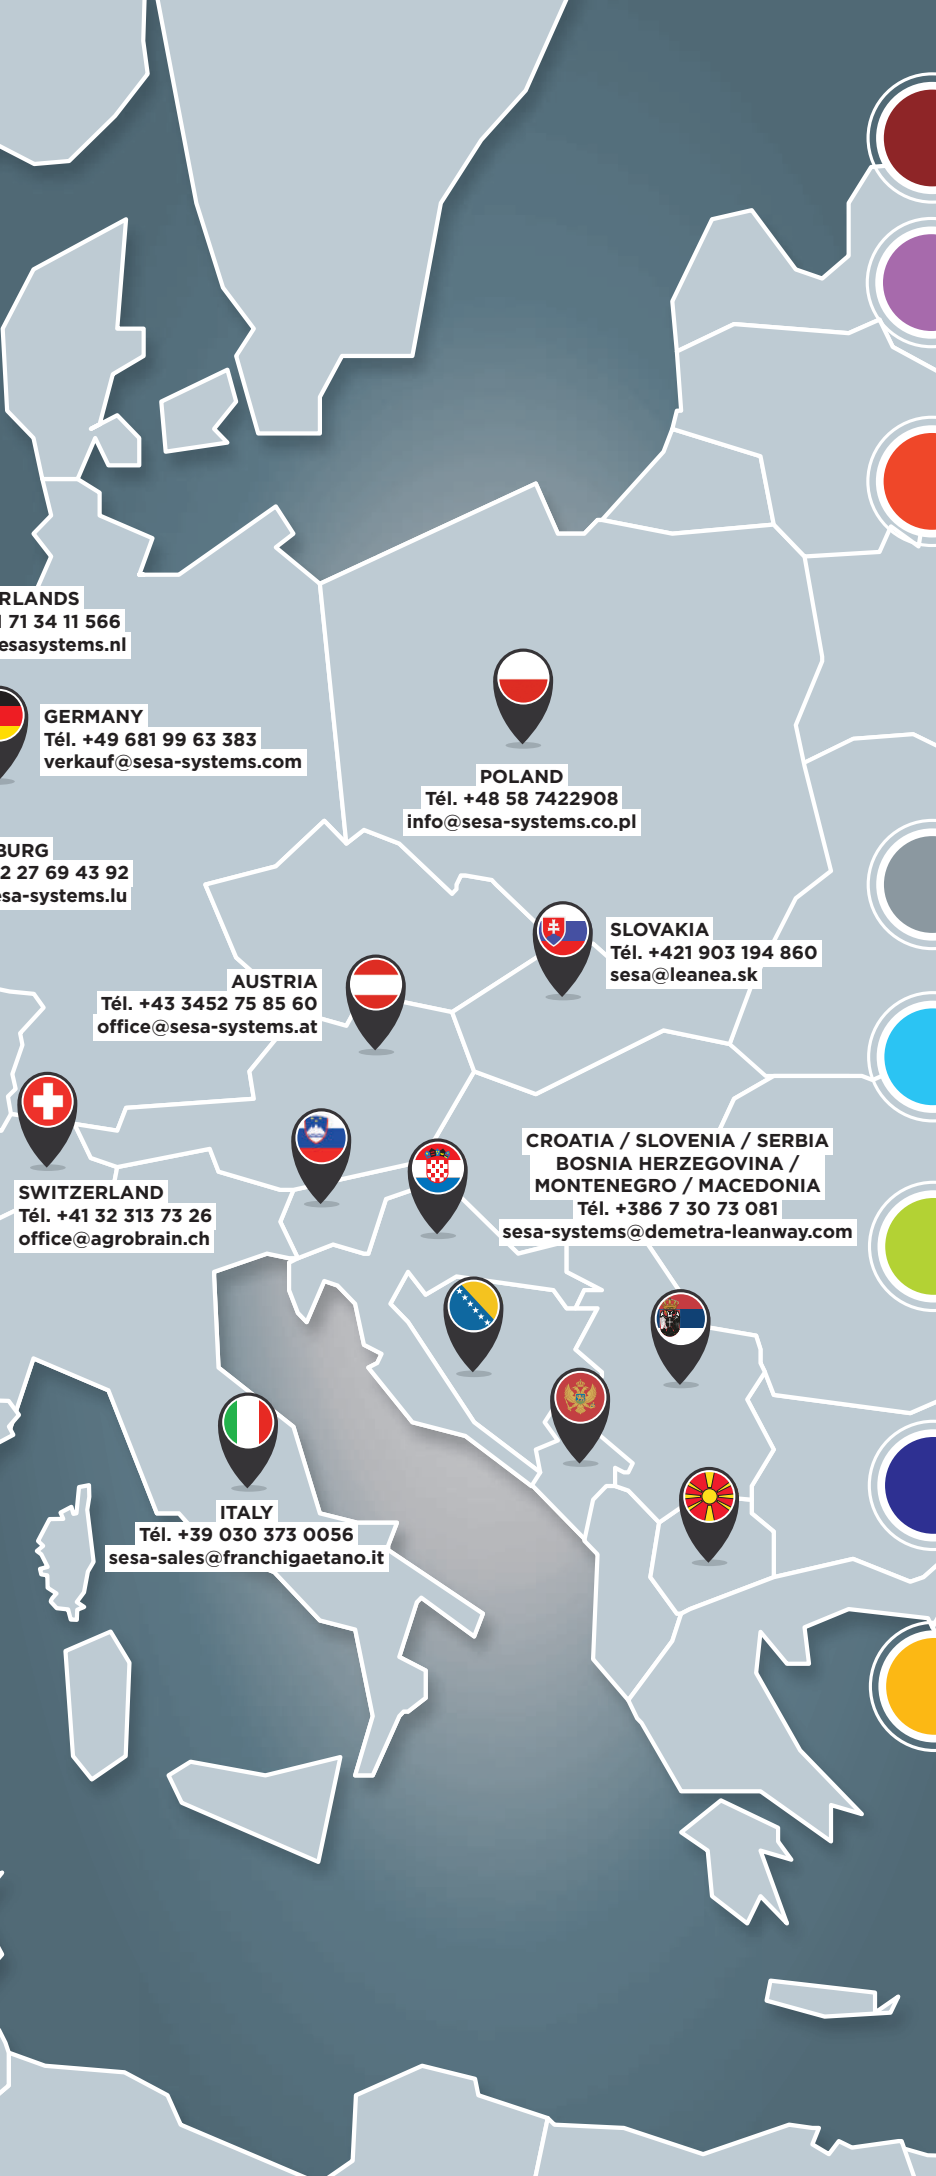 RLANDS
71 34 11 566
esasystems.nl
GERMANY
Tél. +49 681 99 63 383
verkauf@sesa-systems.com
POLAND
Tél. +48 58 7422908
info@sesa-systems.co.pl
BURG
2 27 69 43 92
sa-systems.lu
SLOVAKIA
Tél. +421 903 194 860
sesa@leanea.sk
AUSTRIA
Tél. +43 3452 75 85 60
office@sesa-systems.at
CROATIA / SLOVENIA / SERBIA
BOSNIA HERZEGOVINA /
MONTENEGRO / MACEDONIA
Tél. +386 7 30 73 081
sesa-systems@demetra-leanway.com
SWITZERLAND
Tél. +41 32 313 73 26
office@agrobrain.ch
ITALY
Tél. +39 030 373 0056
sesa-sales@franchigaetano.it